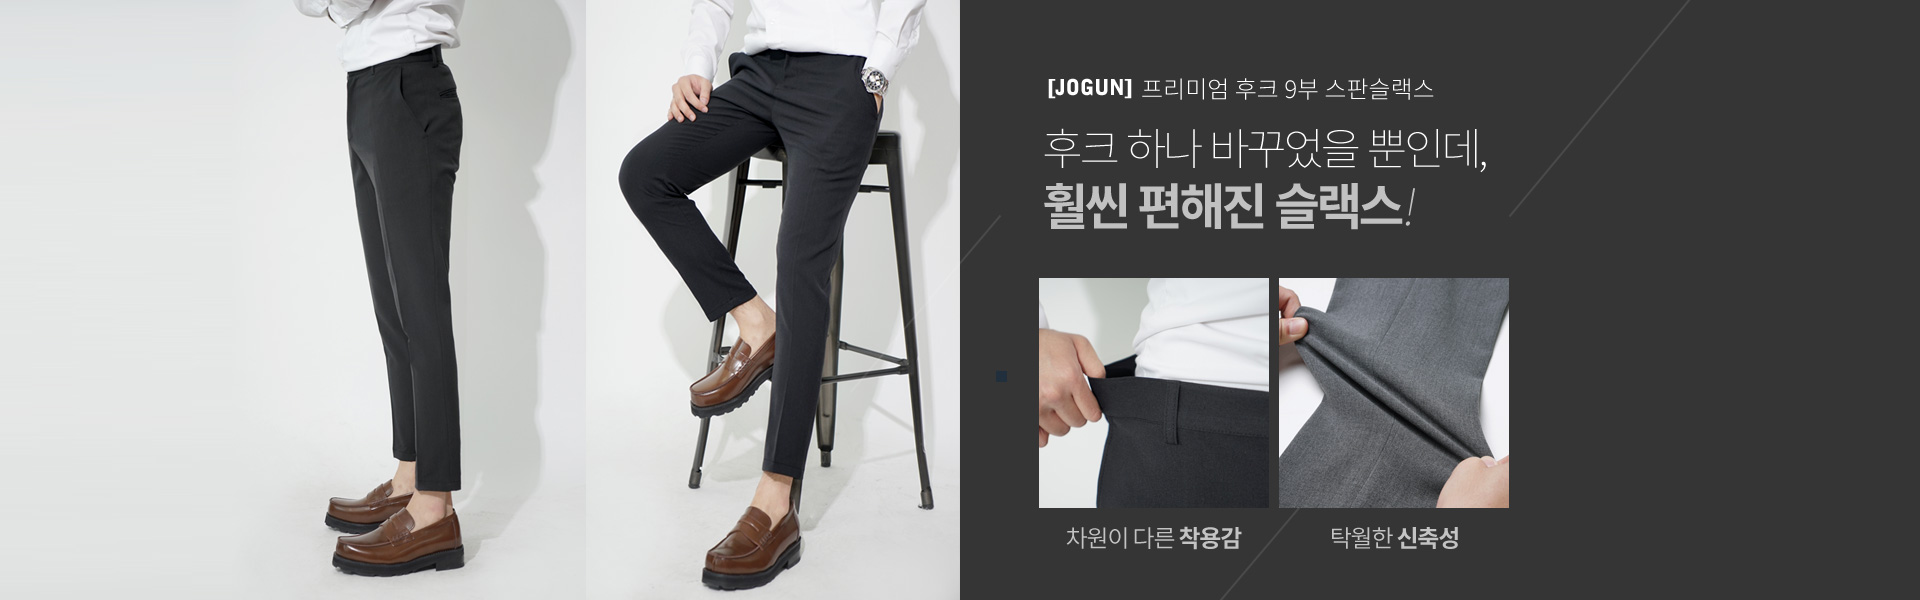 [JOGUN] 프리미엄 후크 9부 스판슬랙스
후크 하나 바꾸었을 뿐인데,
훨씬 편해진 슬랙스!
차원이 다른 착용감
탁월한 신축성